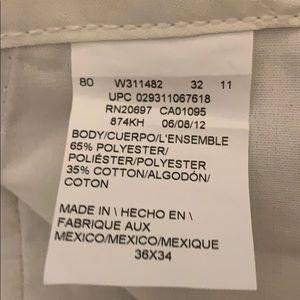 80 W311482 32 11
UPC 029311067618
RN20697 CA01095
874KH 06/08/12
BODY/CUERPO/L'ENSEMBLE
65% POLYESTER/
POLIÉSTER/POLYESTER
35% COTTON/ALGODÓN/
COTON
MADE IN \ HECHO EN \
FABRIQUE AUX
MEXICO/MEXICO/MEXIQUE
36X34